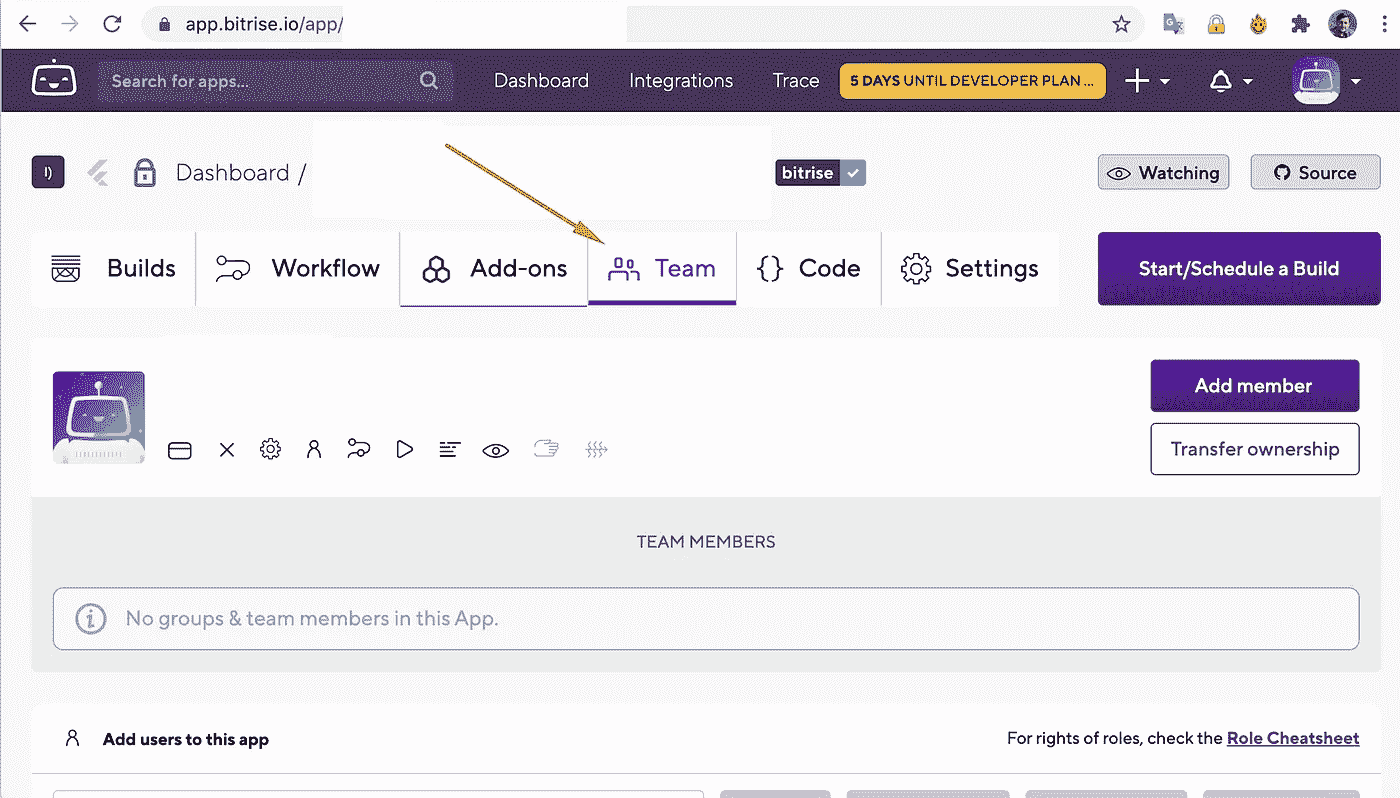 app.bitrise.io/app/
Search for apps...
Dashboard
Integrations
Trace
5 DAYS UNTIL DEVELOPER PLAN ...
Dashboard /
bitrise
Watching
Source
Builds
Workflow
Add-ons
Team
Code
Settings
Start/Schedule a Build
Add member
Transfer ownership
TEAM MEMBERS
No groups & team members in this App.
Add users to this app
For rights of roles, check the Role Cheatsheet